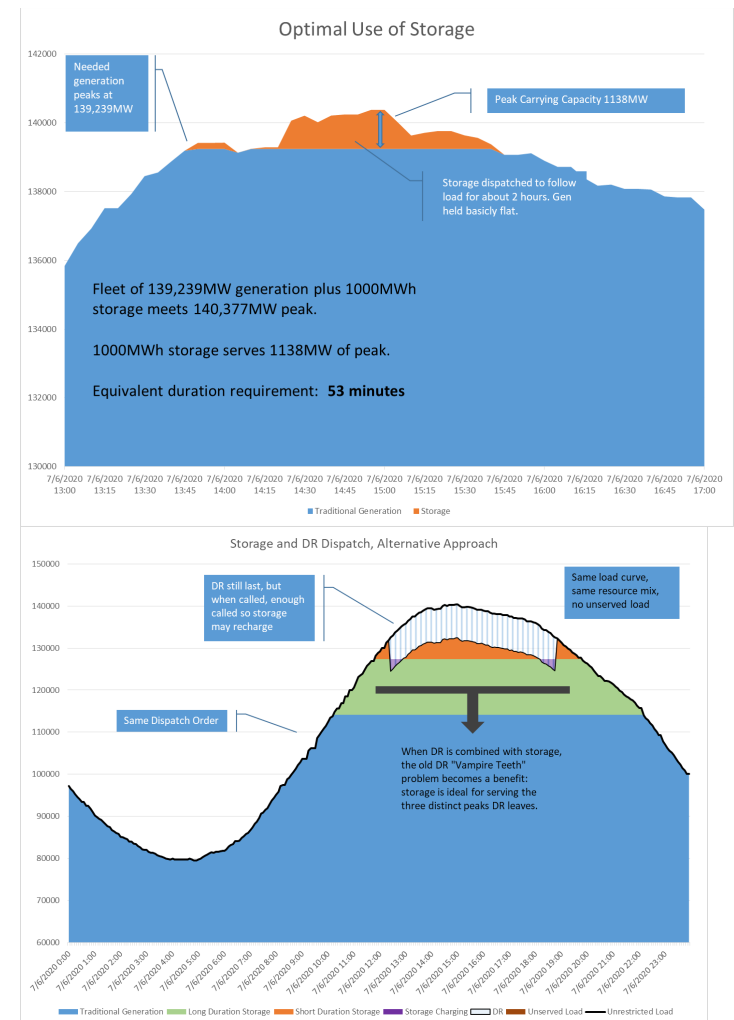 Optimal Use of Storage
142000
140000
138000
136000
134000
132000
130000
Needed
generation
peaks at
139,239MW
Peak Carrying Capacity 1138MW
Storage dispatched to follow
load for about 2 hours. Gen
held basicly flat.
Fleet of 139,239MW generation plus 1000MWh
storage meets 140,377MW peak.
1000MWh storage serves 1138MW of peak.
Equivalent duration requirement: 53 minutes
7/6/2020 7/6/2020 7/6/2020 7/6/2020 7/6/2020 7/6/2020 7/6/2020 7/6/2020 7/6/2020 7/6/2020 7/6/2020 7/6/2020 7/6/2020 7/6/2020 7/6/2020 7/6/2020 7/6/2020
13:00 13:15 13:30 13:45 14:00 14:15 14:30 14:45 15:00 15:15 15:30 15:45 16:00 16:15 16:30 16:45 17:00
Traditional Generation Storage
Storage and DR Dispatch, Alternative Approach
150000
140000
130000
120000
110000
100000
90000
80000
70000
60000
DR still last, but
when called, enough
called so storage
may recharge
Same load curve,
same resource mix,
no unserved load
Same Dispatch Order
When DR is combined with storage,
the old DR "Vampire Teeth"
problem becomes a benefit:
storage is ideal for serving the
three distinct peaks DR leaves.
7/6/2020 0:00
7/6/2020 1:00
7/6/2020 2:00
7/6/2020 3:00
7/6/2020 4:00
7/6/2020 5:00
7/6/2020 6:00
7/6/2020 7:00
7/6/2020 8:00
7/6/2020 9:00
7/6/2020 10:00
7/6/2020 11:00
7/6/2020 12:00
7/6/2020 13:00
7/6/2020 14:00
7/6/2020 15:00
7/6/2020 16:00
7/6/2020 17:00
7/6/2020 18:00
7/6/2020 19:00
7/6/2020 20:00
7/6/2020 21:00
7/6/2020 22:00
7/6/2020 23:00
Traditional Generation Long Duration Storage Short Duration Storage Storage Charging DR Unserved Load Unrestricted Load